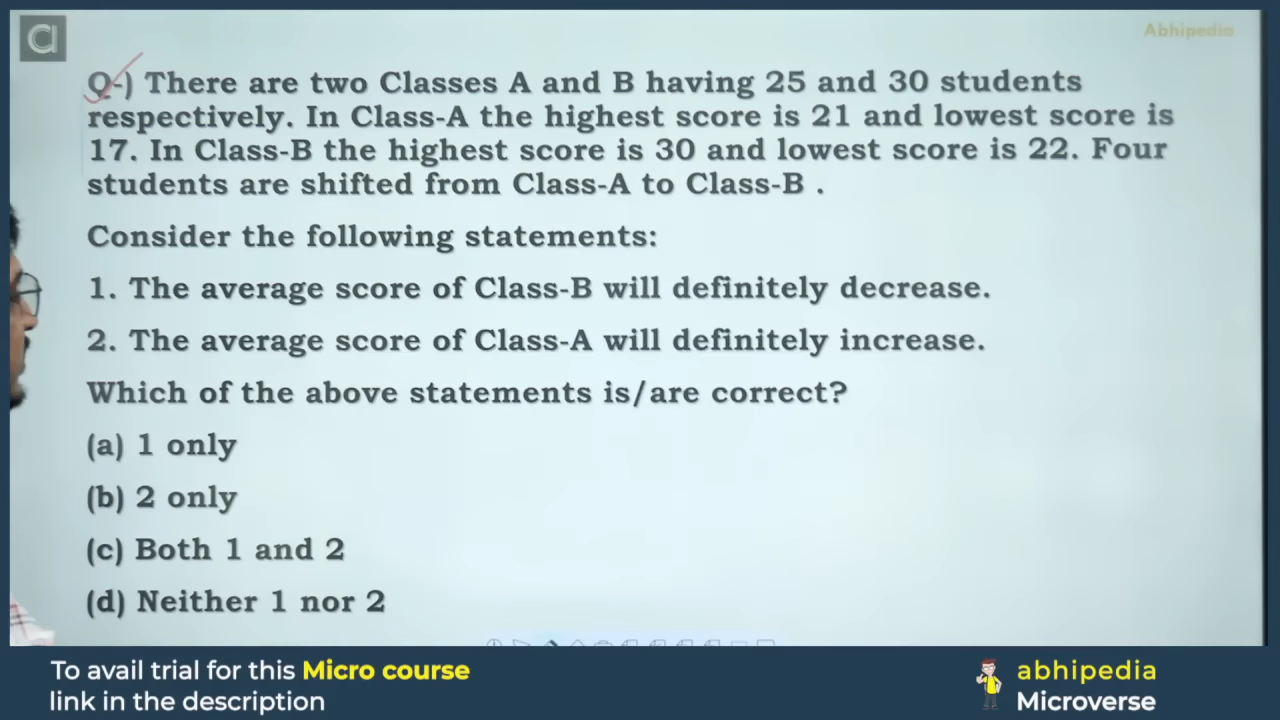 Abhipedia
Q-) There are two Classes A and B having 25 and 30 students
respectively. In Class-A the highest score is 21 and lowest score is
17. In Class-B the highest score is 30 and lowest score is 22. Four
students are shifted from Class-A to Class-B .
Consider the following statements:
1. The average score of Class-B will definitely decrease.
2. The average score of Class-A will definitely increase.
Which of the above statements is/are correct?
(a) 1 only
(b) 2 only
(c) Both 1 and 2
(d) Neither 1 nor 2
To avail trial for this Micro course
link in the description
abhipedia
Microverse